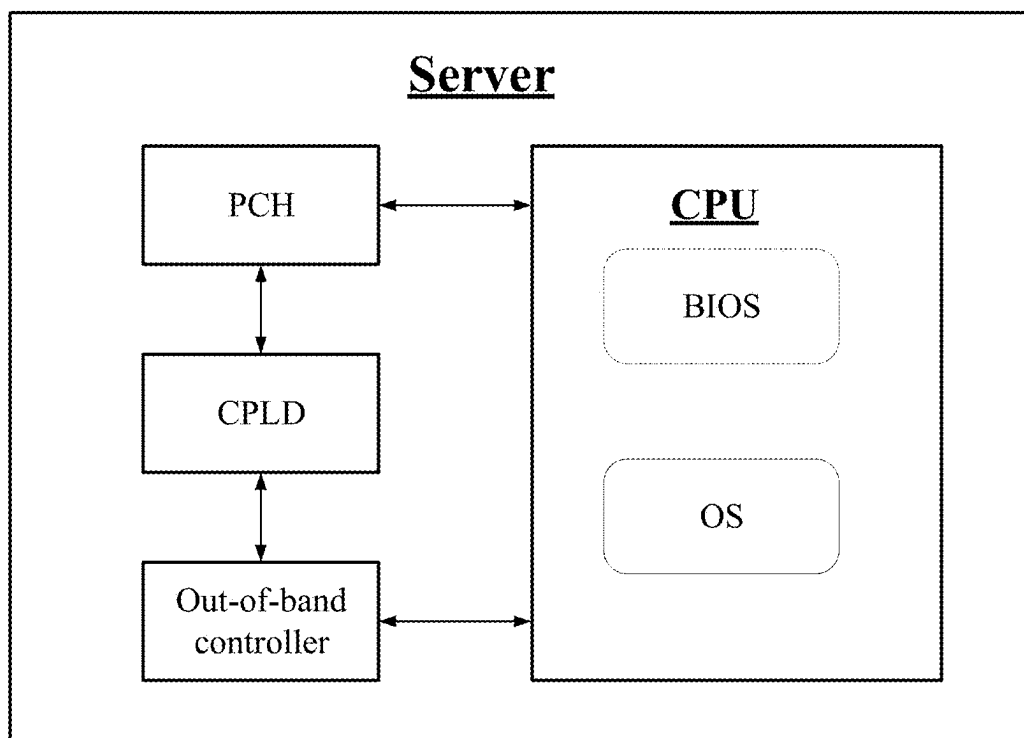 Server
PCH
CPU
BIOS
CPLD
OS
Out-of-band
controller